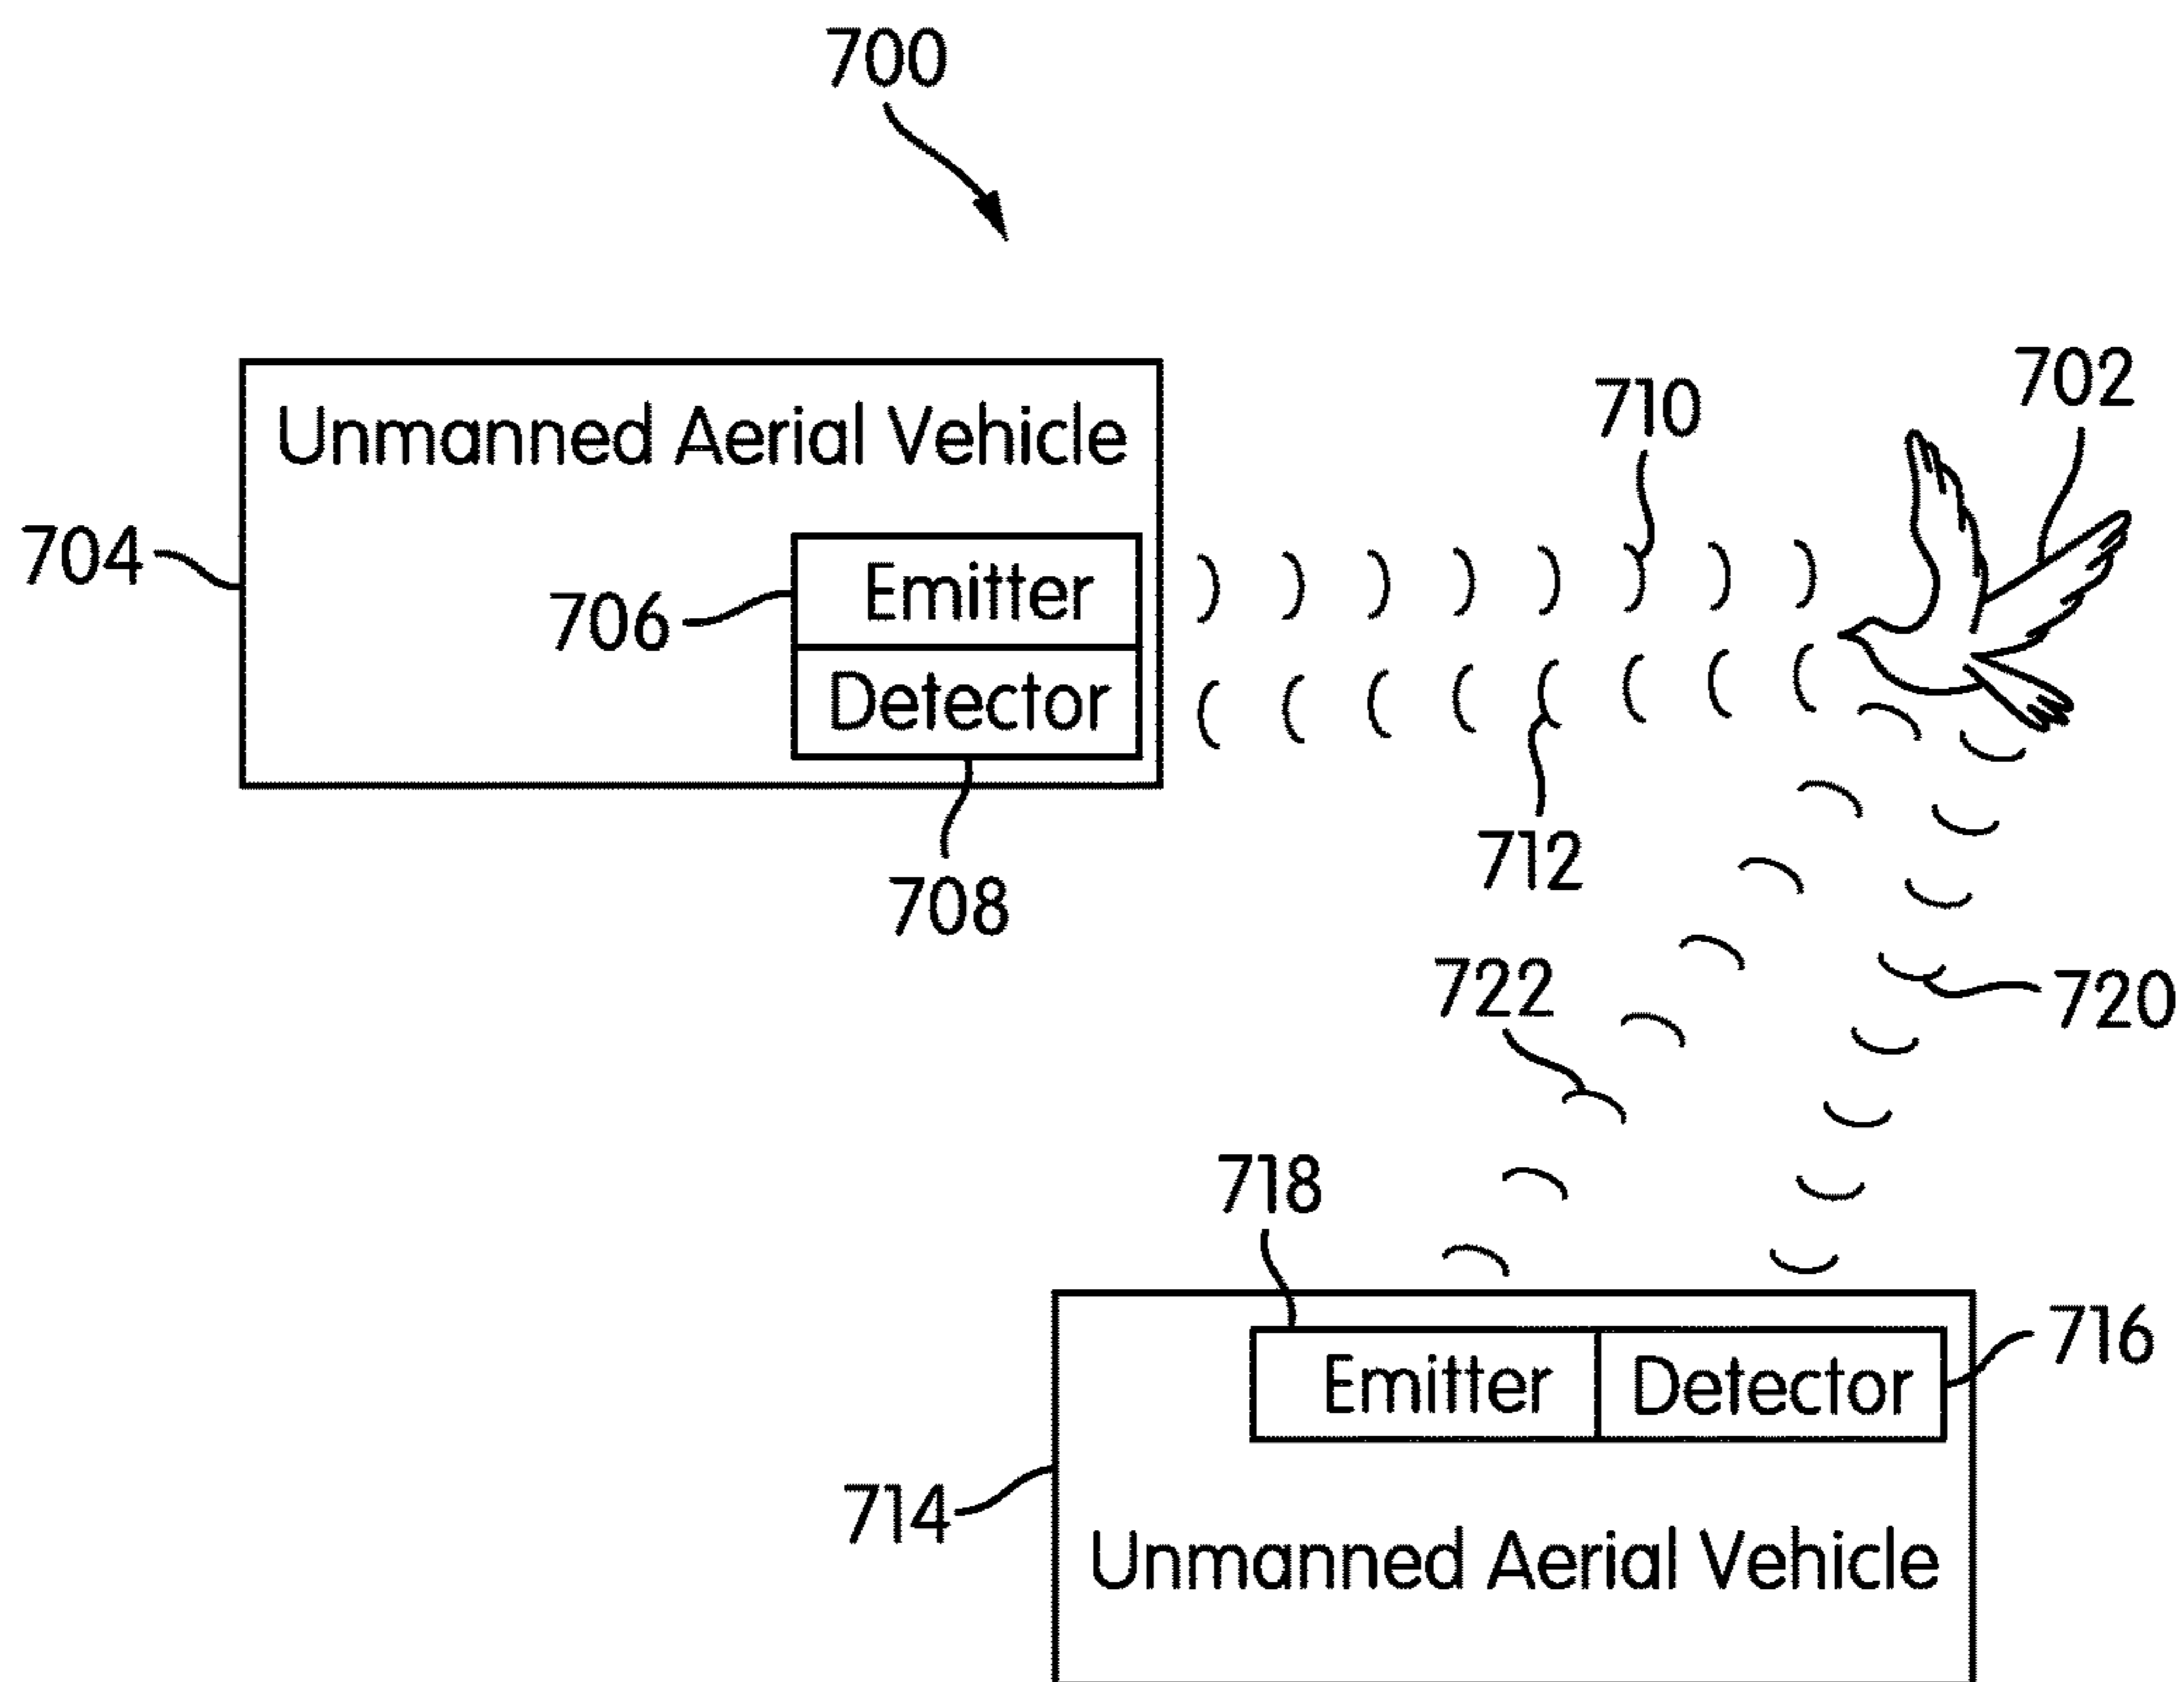 700
702
710
Unmanned Aerial Vehicle
704
706
Emitter
Detector
712
708
722
720
718
716
Emitter
Detector
714
Unmanned Aerial Vehicle